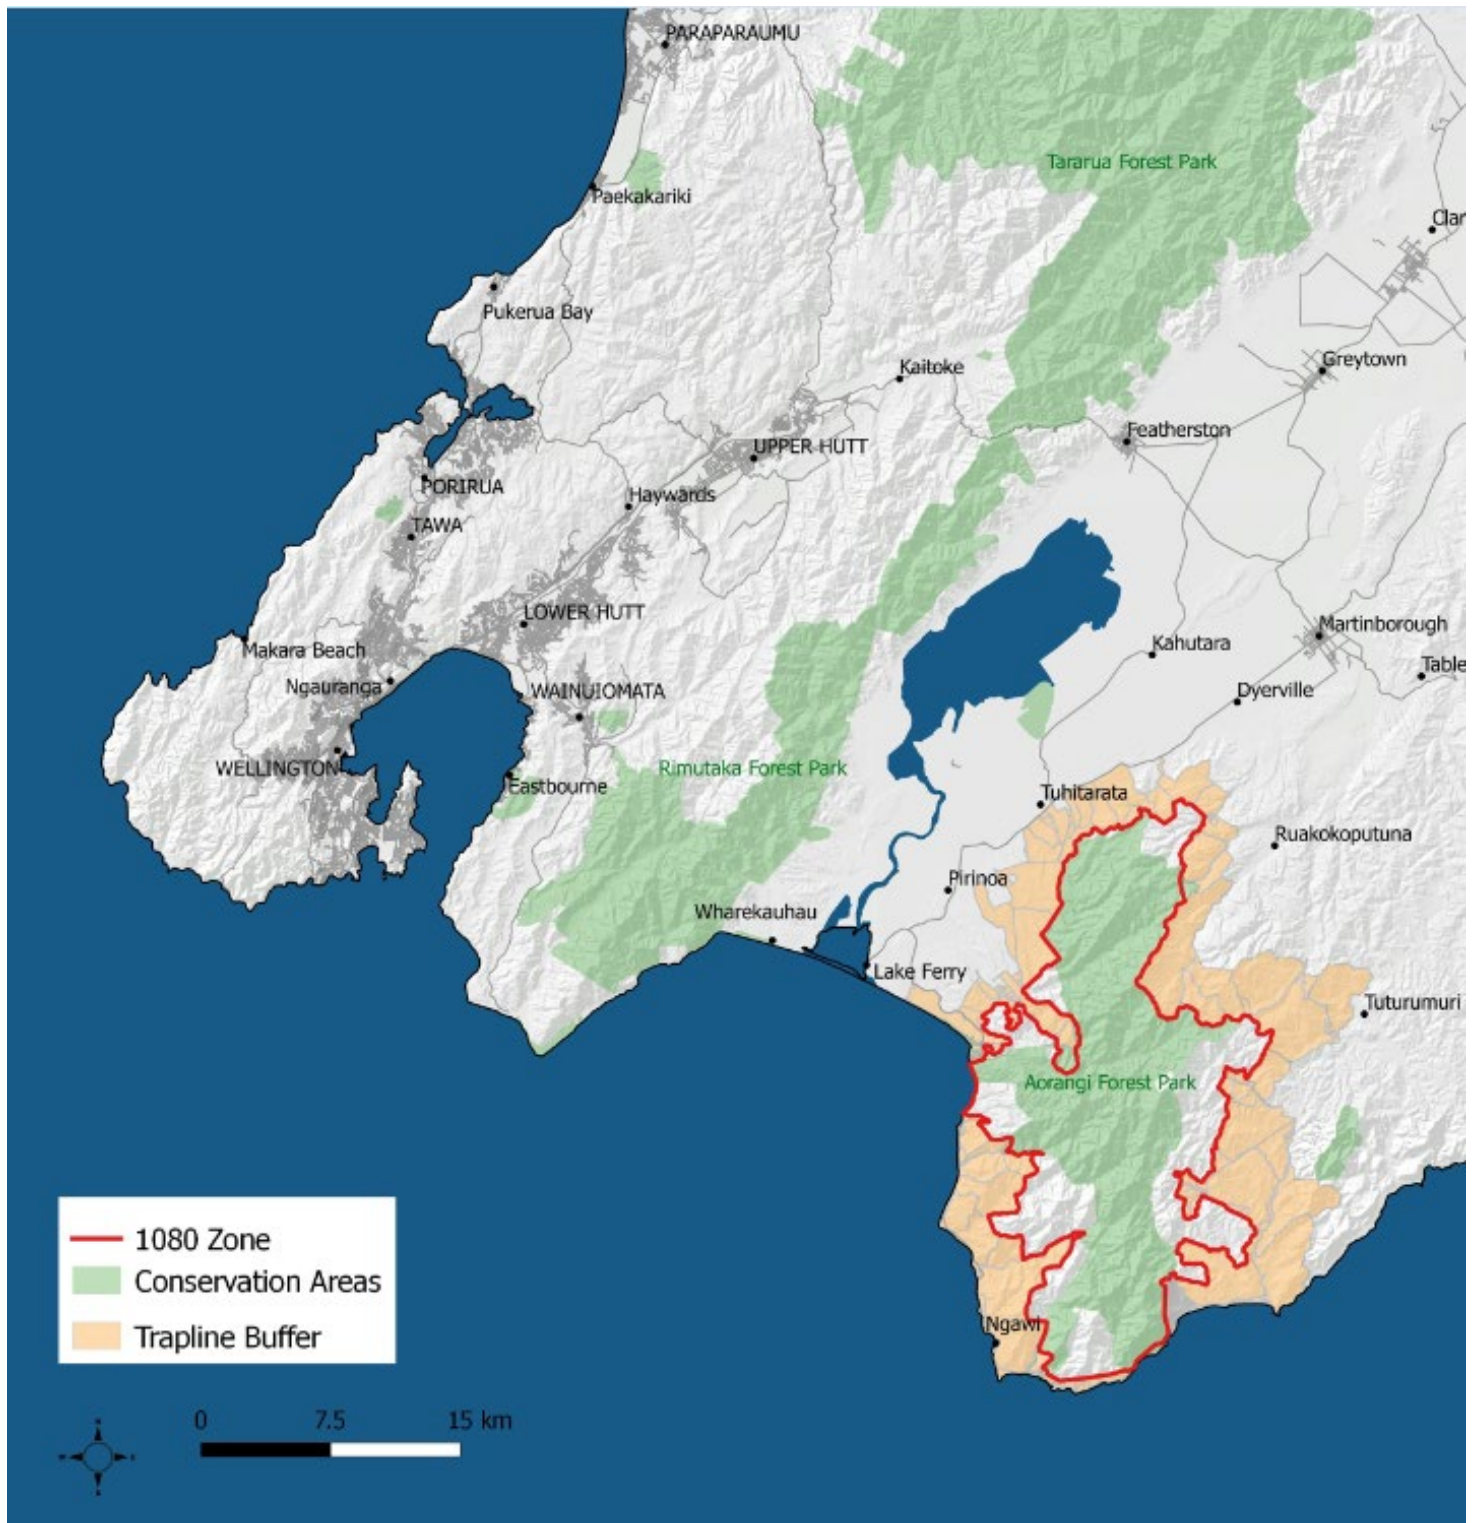 PARAPARAUMU
Tararua Forest Park
Paekakariki
Clar
Pukerua Bay
Kaitoke
Greytown
Featherston
UPPER HUTT
PORIRUA
Haywards
TAWA
LOWER HUTT
Martinborough
Makara Beach
Kahutara
Table
Ngauranga
WAINUIOMATA
Dyerville
WELLINGTON
Rimutaka Forest Park
Eastbourne
Tuhitarata
Ruakokoputuna
Pirinoa
Wharekauhau
Lake Ferry
Tuturumuri
Aorangi Forest Park
1080 Zone
Conservation Areas
Trapline Buffer
Ngawi
0 7.5 15 km